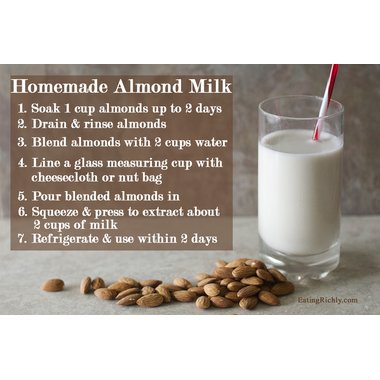 Homemade Almond Milk
1. Soak 1 cup almonds up to 2 days
2. Drain & rinse almonds
3. Blend almonds with 2 cups water
4. Line a glass measuring cup with
cheesecloth or nut bag
5. Pour blended almonds in
6. Squeeze & press to extract about
2 cups of milk
7. Refrigerate & use within 2 days
EatingRichly.com